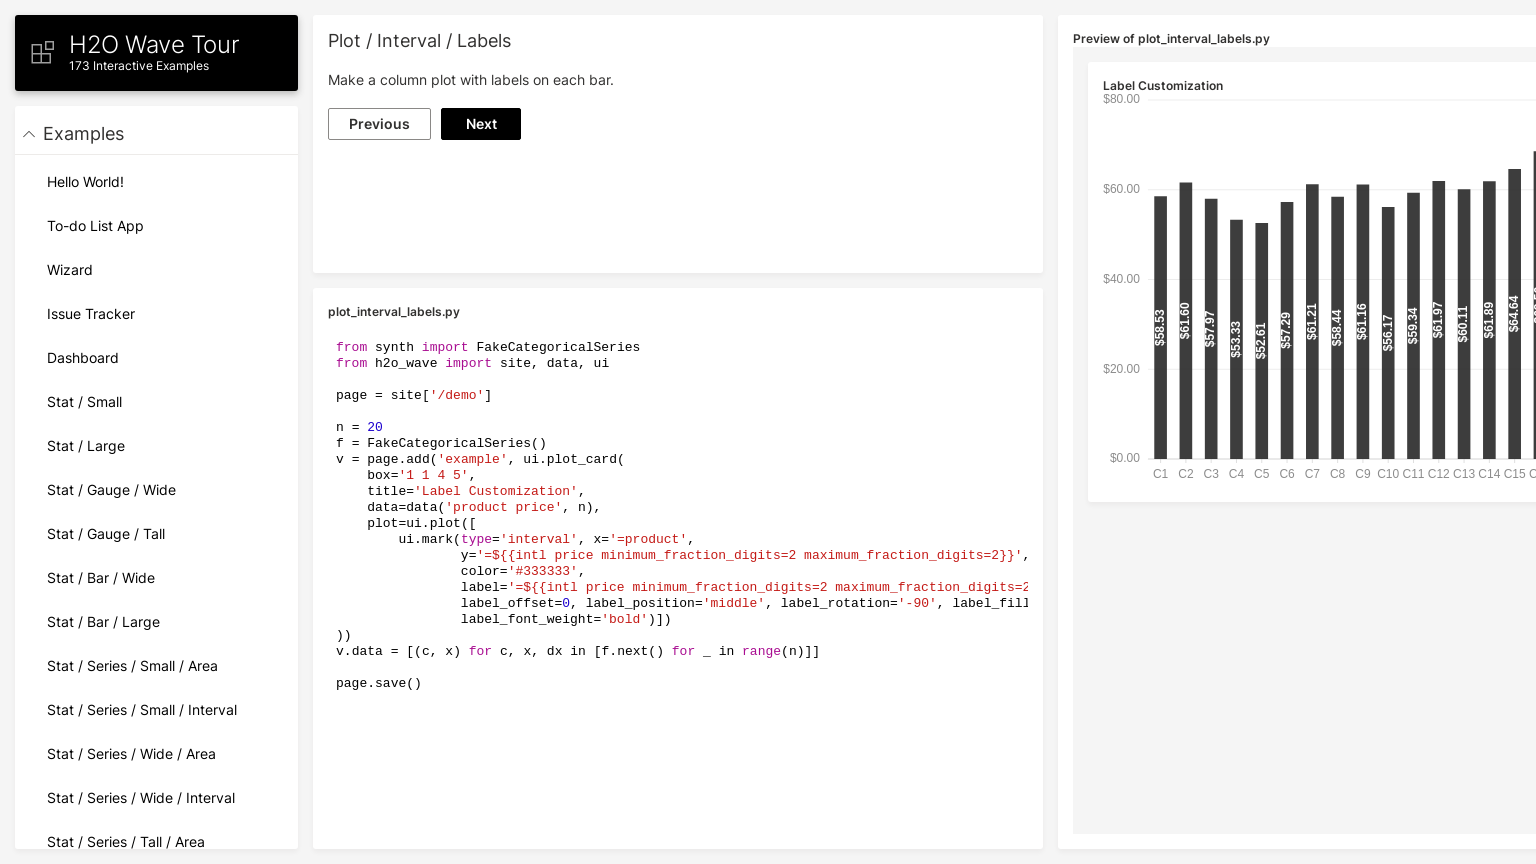 H2O Wave Tour
173 Interactive Examples
Examples
Hello World!
To-do List App
Wizard
Issue Tracker
Dashboard
Stat / Small
Stat / Large
Stat / Gauge / Wide
Stat / Gauge / Tall
Stat / Bar / Wide
Stat / Bar / Large
Stat / Series / Small / Area
Stat / Series / Small / Interval
Stat / Series / Wide / Area
Stat / Series / Wide / Interval
Stat / Series / Tall / Area
Plot / Interval / Labels
Make a column plot with labels on each bar.
Previous
Next
plot_interval_labels.py
from synth import FakeCategoricalSeries
from h2o_wave import site, data, ui
page = site['/demo']
n = 20
f = FakeCategoricalSeries()
v = page.add('example', ui.plot_card(
box='1 1 4 5',
title='Label Customization',
data=data('product price', n),
plot=ui.plot([
ui.mark(type='interval', x='=product',
y='=${{intl price minimum_fraction_digits=2 maximum_fraction_digits=2}}',
color='#333333',
label='=${{intl price minimum_fraction_digits=2 maximum_fraction_digits=2
label_offset=0, label_position='middle', label_rotation='-90', label_fill
label_font_weight='bold')])
))
v.data = [(c, x) for c, x, dx in [f.next() for _ in range(n)]]
page.save()
Preview of plot_interval_labels.py
Label Customization
$80.00
$60.00
$40.00
$20.00
$0.00
$58.53
$61.60
$57.97
$53.33
$52.61
$57.29
$61.21
$58.44
$61.16
$56.17
$59.34
$61.97
$60.11
$61.89
$64.64
C1 C2 C3 C4 C5 C6 C7 C8 C9 C10 C11 C12 C13 C14 C15